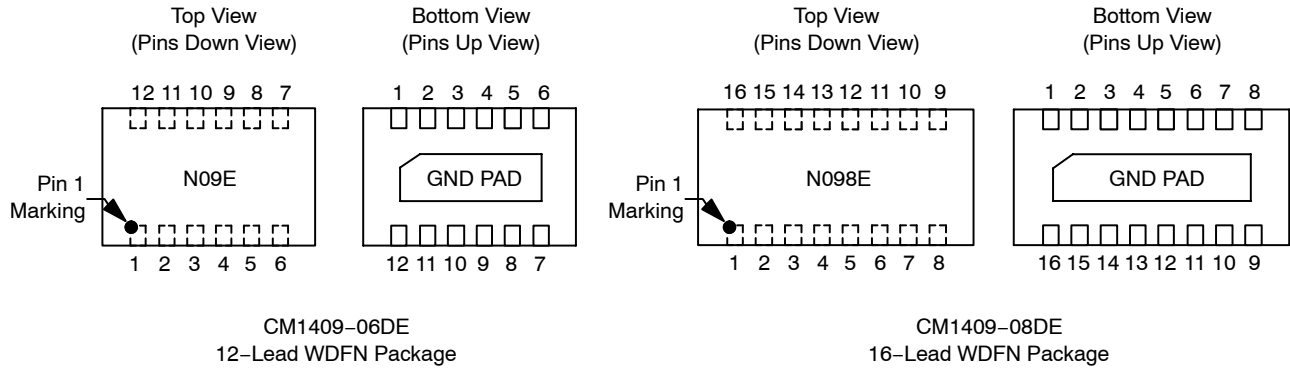 Top View
(Pins Down View)
Bottom View
(Pins Up View)
Top View
(Pins Down View)
Bottom View
(Pins Up View)
12 11 10 9 8 7
1 2 3 4 5 6
16 15 14 13 12 11 10 9
1 2 3 4 5 6 7 8
Pin 1
Marking
N09E
GND PAD
Pin 1
Marking
N098E
GND PAD
1 2 3 4 5 6
12 11 10 9 8 7
1 2 3 4 5 6 7 8
16 15 14 13 12 11 10 9
CM1409−06DE
12−Lead WDFN Package
CM1409−08DE
16−Lead WDFN Package